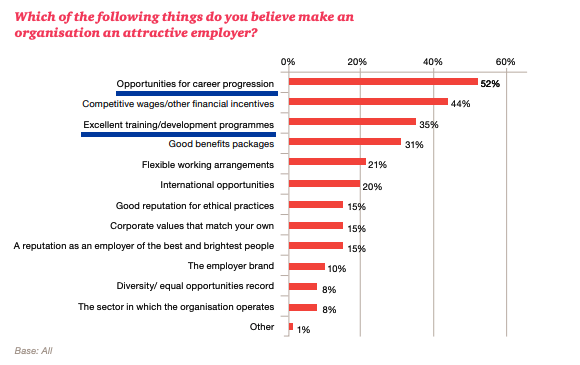 Which of the following things do you believe make an
organisation an attractive employer?
0% 20% 40% 60%
Opportunities for career progression 52%
Competitive wages/other financial incentives 44%
Excellent training/development programmes 35%
Good benefits packages 31%
Flexible working arrangements 21%
International opportunities 20%
Good reputation for ethical practices 15%
Corporate values that match your own 15%
A reputation as an employer of the best and brightest people 15%
The employer brand 10%
Diversity/ equal opportunities record 8%
The sector in which the organisation operates 8%
Other 1%
Base: All